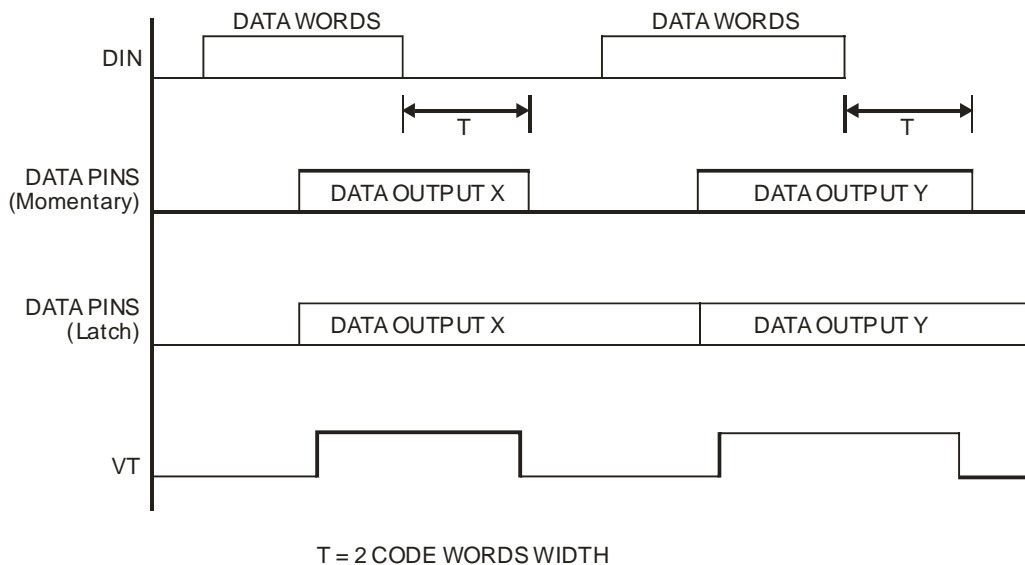 DATA WORDS DATA WORDS
DIN
T T
DATA PINS
(Momentary)
DATA OUTPUT X DATA OUTPUT Y
DATA PINS
(Latch)
DATA OUTPUT X DATA OUTPUT Y
VT
T = 2 CODE WORDS WIDTH